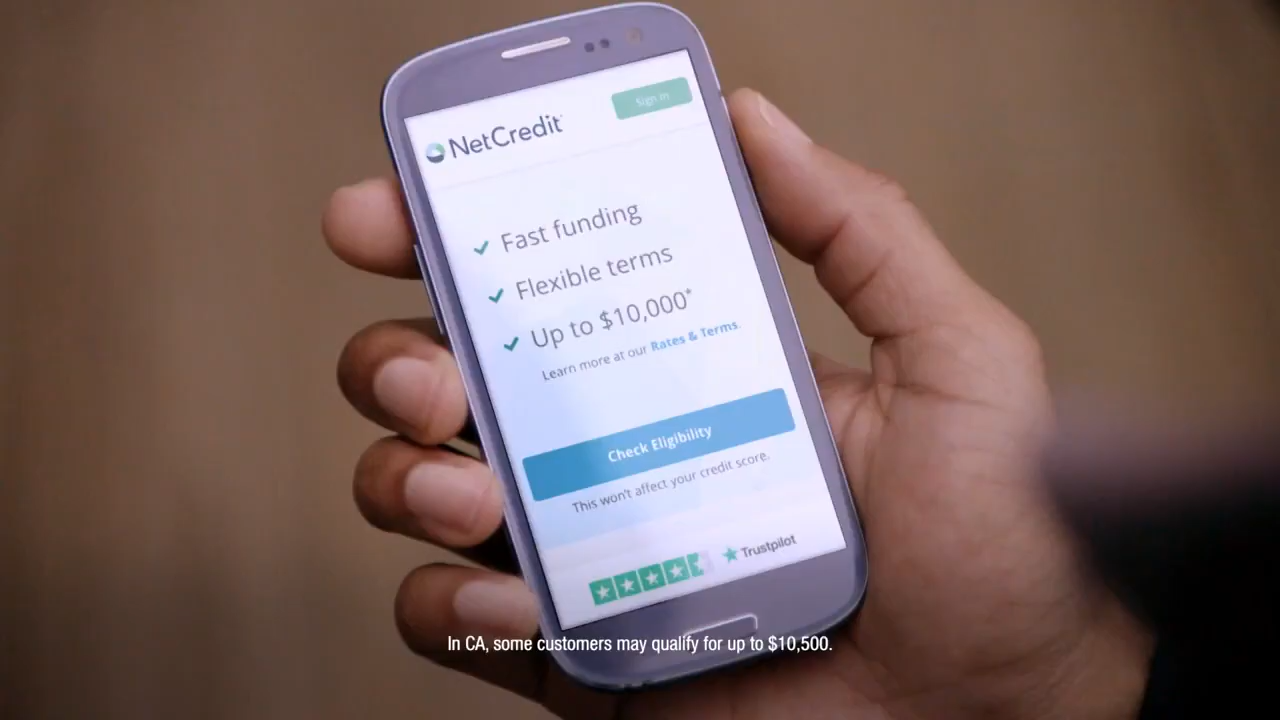 NetCredit
Sign In
Fast funding
Flexible terms
Up to $10,000*
Learn more at our Rates & Terms.
Check Eligibility
This won't affect your credit score.
Trustpilot
In CA, some customers may qualify for up to $10,500.